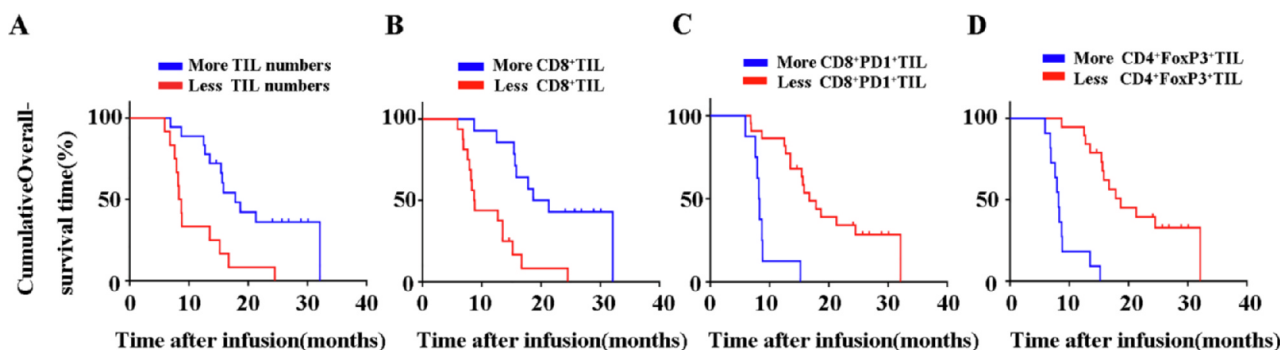 A
B
C
D
More TIL numbers
Less TIL numbers
More CD8⁺TIL
Less CD8⁺TIL
More CD8⁺PD1⁺TIL
Less CD8⁺PD1⁺TIL
More CD4⁺FoxP3⁺TIL
Less CD4⁺FoxP3⁺TIL
CumulativeOverall-
survival time(%)
100
50
0
0 10 20 30 40
Time after infusion(months)
100
50
0
0 10 20 30 40
Time after infusion(months)
100
50
0
0 10 20 30 40
Time after infusion(months)
100
50
0
0 10 20 30 40
Time after infusion(months)